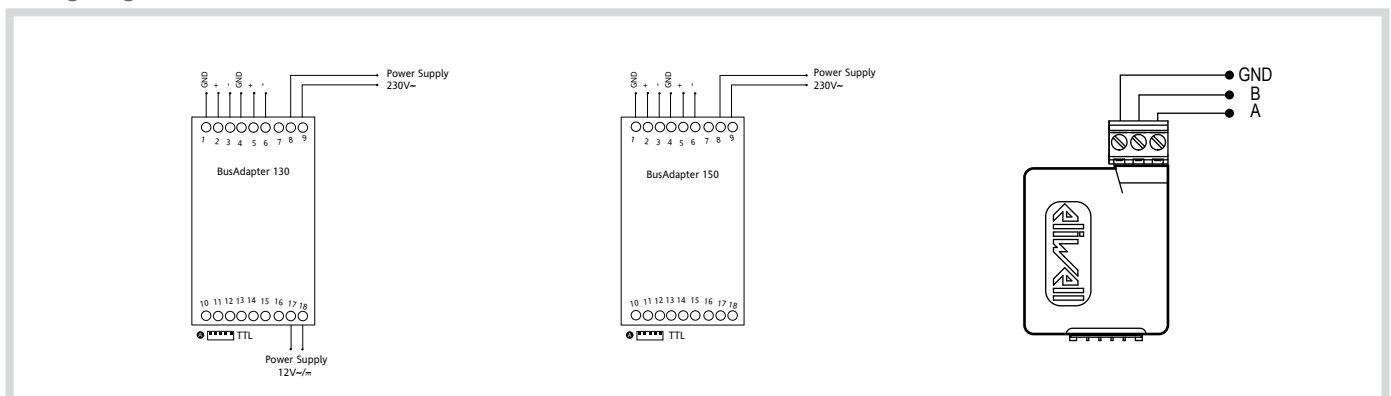 GND + - GND + -
Power Supply
230V~
1 2 3 4 5 6 7 8 9
BusAdapter 130
10 11 12 13 14 15 16 17 18
A TTL
Power Supply
12V~/⎓
GND + - GND + -
Power Supply
230V~
1 2 3 4 5 6 7 8 9
BusAdapter 150
10 11 12 13 14 15 16 17 18
A TTL
GND
B
A
eliwell